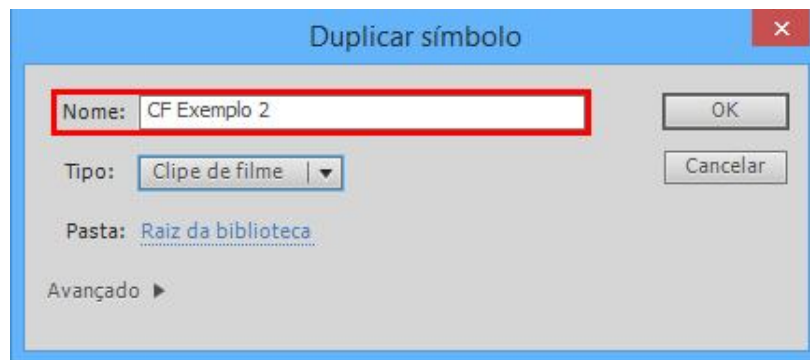 Duplicar símbolo
Nome: CF Exemplo 2
OK
Tipo: Clipe de filme
Cancelar
Pasta: Raiz da biblioteca
Avançado